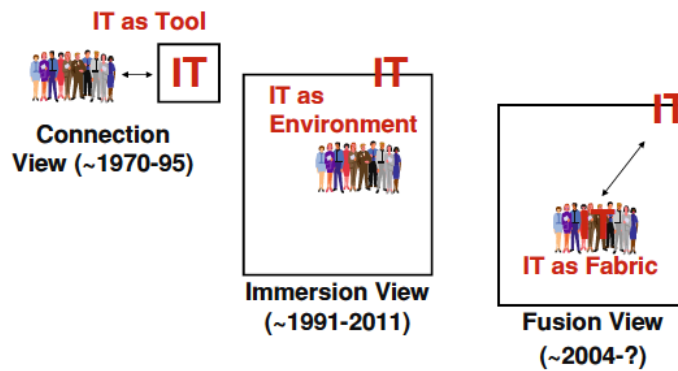 IT as Tool
IT
Connection
View (~1970-95)
IT
IT as
Environment
Immersion View
(~1991-2011)
IT
IT
IT as Fabric
Fusion View
(~2004-?)